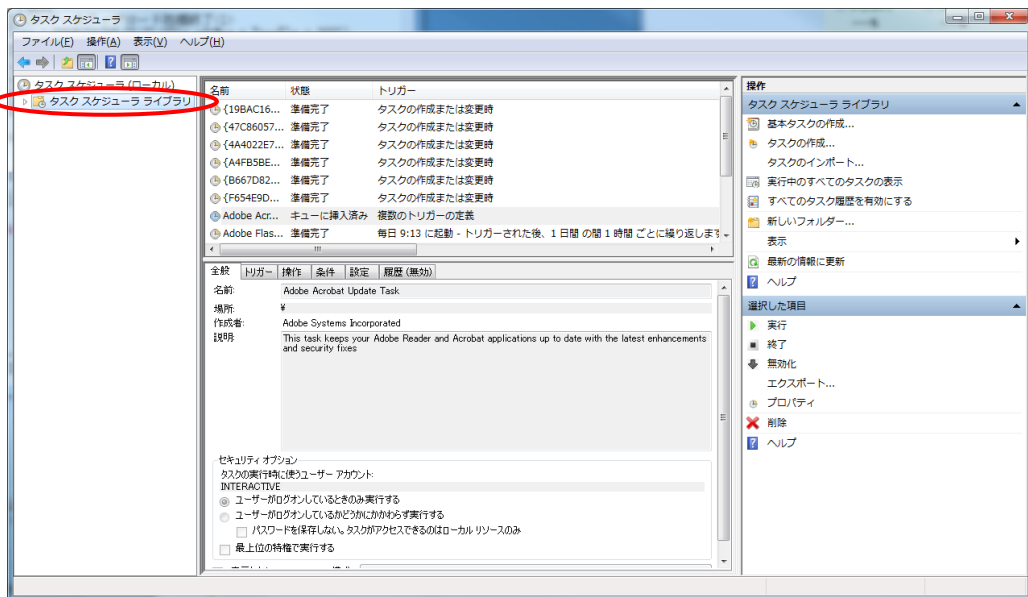 タスク スケジューラ
ファイル(F) 操作(A) 表示(V) ヘルプ(H)
タスク スケジューラ (ローカル)
タスク スケジューラ ライブラリ
名前 状態 トリガー
{19BAC16... 準備完了 タスクの作成または変更時
{47C86057... 準備完了 タスクの作成または変更時
{4A4022E7... 準備完了 タスクの作成または変更時
{A4FB5BE... 準備完了 タスクの作成または変更時
{B667D82... 準備完了 タスクの作成または変更時
{F654E9D... 準備完了 タスクの作成または変更時
Adobe Acr... キューに挿入済み 複数のトリガーの定義
Adobe Flas... 準備完了 毎日 9:13 に起動 - トリガーされた後、1 日間 の間 1 時間 ごとに繰り返します
全般 トリガー 操作 条件 設定 履歴 (無効)
名前: Adobe Acrobat Update Task
場所: ¥
作成者: Adobe Systems Incorporated
説明: This task keeps your Adobe Reader and Acrobat applications up to date with the latest enhancements
and security fixes
セキュリティ オプション
タスクの実行時に使うユーザー アカウント:
INTERACTIVE
ユーザーがログオンしているときのみ実行する
ユーザーがログオンしているかどうかにかかわらず実行する
パスワードを保存しない。タスクがアクセスできるのはローカル リソースのみ
最上位の特権で実行する
操作
タスク スケジューラ ライブラリ
基本タスクの作成...
タスクの作成...
タスクのインポート...
実行中のすべてのタスクの表示
すべてのタスク履歴を有効にする
新しいフォルダー...
表示
最新の情報に更新
ヘルプ
選択した項目
実行
終了
無効化
エクスポート...
プロパティ
削除
ヘルプ